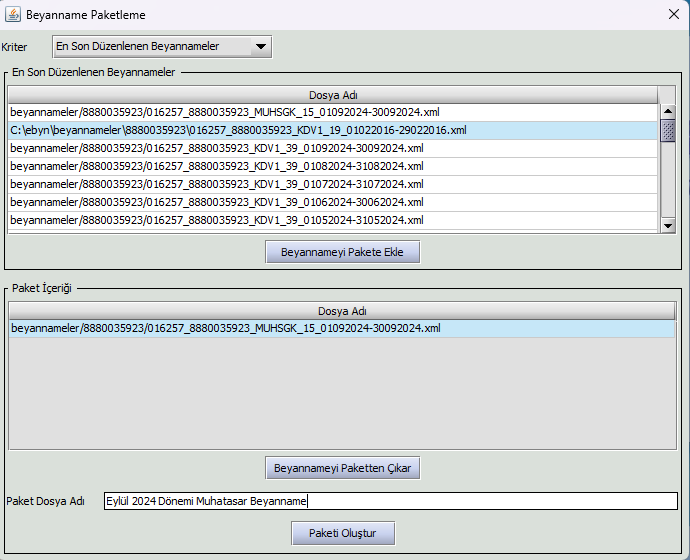 Beyanname Paketleme
Kriter
En Son Düzenlenen Beyannameler
En Son Düzenlenen Beyannameler
Dosya Adı
beyannameler/8880035923/016257_8880035923_MUHSGK_15_01092024-30092024.xml
C:\ebyn\beyannameler\8880035923\016257_8880035923_KDV1_19_01022016-29022016.xml
beyannameler/8880035923/016257_8880035923_KDV1_39_01092024-30092024.xml
beyannameler/8880035923/016257_8880035923_KDV1_39_01082024-31082024.xml
beyannameler/8880035923/016257_8880035923_KDV1_39_01072024-31072024.xml
beyannameler/8880035923/016257_8880035923_KDV1_39_01062024-30062024.xml
beyannameler/8880035923/016257_8880035923_KDV1_39_01052024-31052024.xml
Beyannameyi Pakete Ekle
Paket İçeriği
Dosya Adı
beyannameler/8880035923/016257_8880035923_MUHSGK_15_01092024-30092024.xml
Beyannameyi Paketten Çıkar
Paket Dosya Adı
Eylül 2024 Dönemi Muhatasar Beyanname
Paketi Oluştur